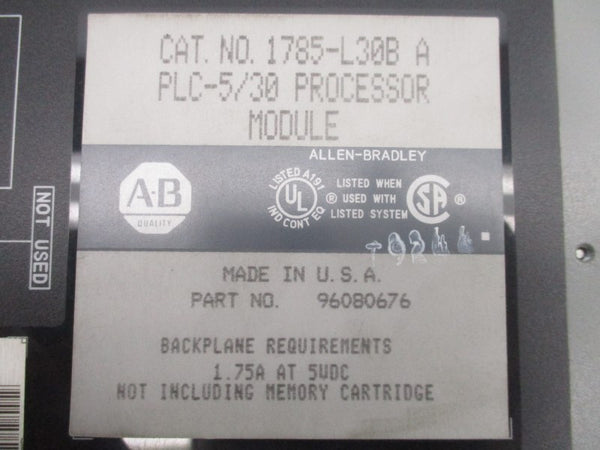 CAT. NO. 1785-L30B A
PLC-5/30 PROCESSOR
MODULE
ALLEN-BRADLEY
A-B
QUALITY
LISTED A191
UL
IND CONT EQ
®
LISTED WHEN
USED WITH
LISTED SYSTEM
SA
®
NOT USED
MADE IN U.S.A.
PART NO. 96080676
BACKPLANE REQUIREMENTS
1.75A AT 5VDC
NOT INCLUDING MEMORY CARTRIDGE